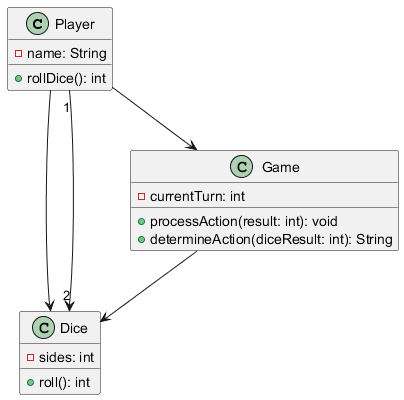 C Player
name: String
rollDice(): int
1
C Game
currentTurn: int
processAction(result: int): void
determineAction(diceResult: int): String
2
C Dice
sides: int
roll(): int